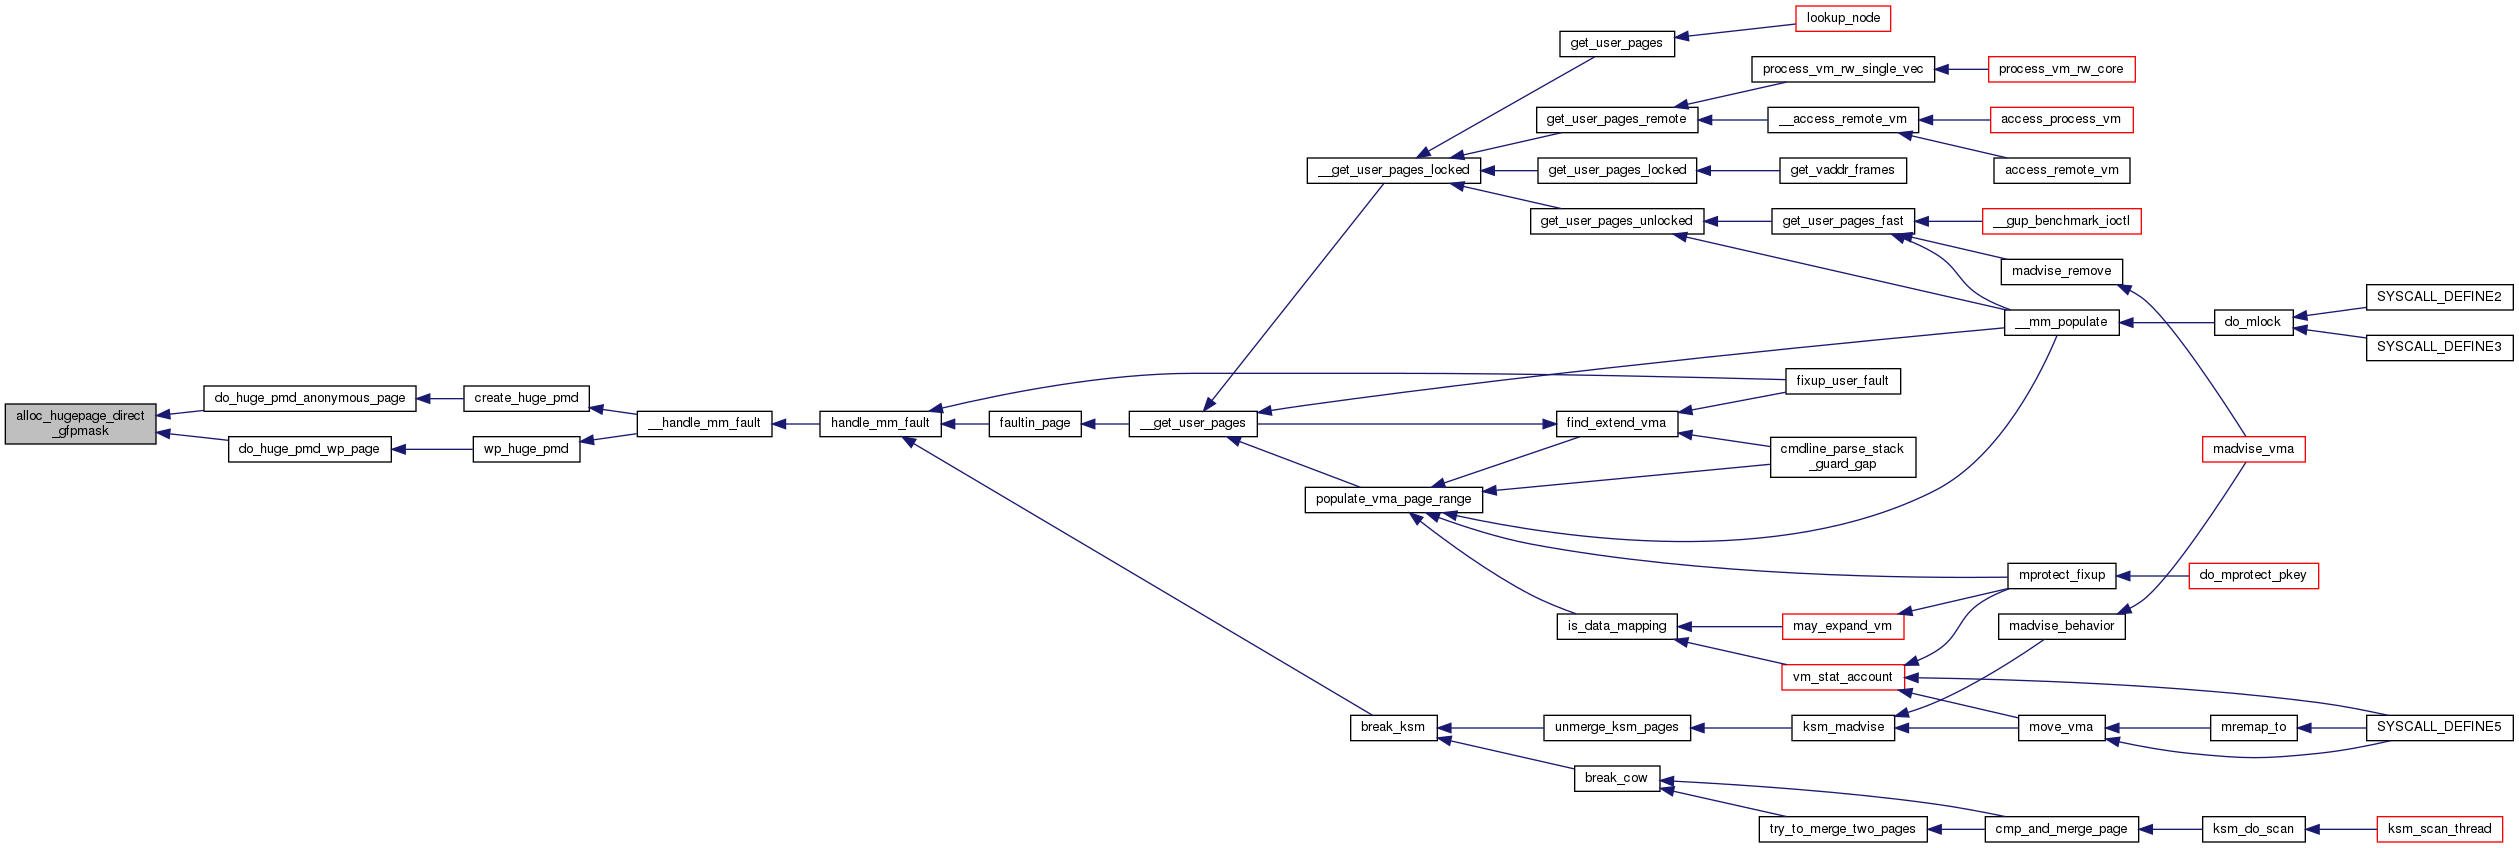 lookup_node
get_user_pages
process_vm_rw_single_vec
process_vm_rw_core
get_user_pages_remote
__access_remote_vm
access_process_vm
__get_user_pages_locked
get_user_pages_locked
get_vaddr_frames
access_remote_vm
get_user_pages_unlocked
get_user_pages_fast
__gup_benchmark_ioctl
madvise_remove
SYSCALL_DEFINE2
__mm_populate
do_mlock
SYSCALL_DEFINE3
fixup_user_fault
alloc_hugepage_direct
_gfpmask
do_huge_pmd_anonymous_page
create_huge_pmd
__handle_mm_fault
handle_mm_fault
faultin_page
__get_user_pages
find_extend_vma
do_huge_pmd_wp_page
wp_huge_pmd
cmdline_parse_stack
_guard_gap
madvise_vma
populate_vma_page_range
mprotect_fixup
do_mprotect_pkey
is_data_mapping
may_expand_vm
madvise_behavior
vm_stat_account
break_ksm
unmerge_ksm_pages
ksm_madvise
move_vma
mremap_to
SYSCALL_DEFINE5
break_cow
try_to_merge_two_pages
cmp_and_merge_page
ksm_do_scan
ksm_scan_thread